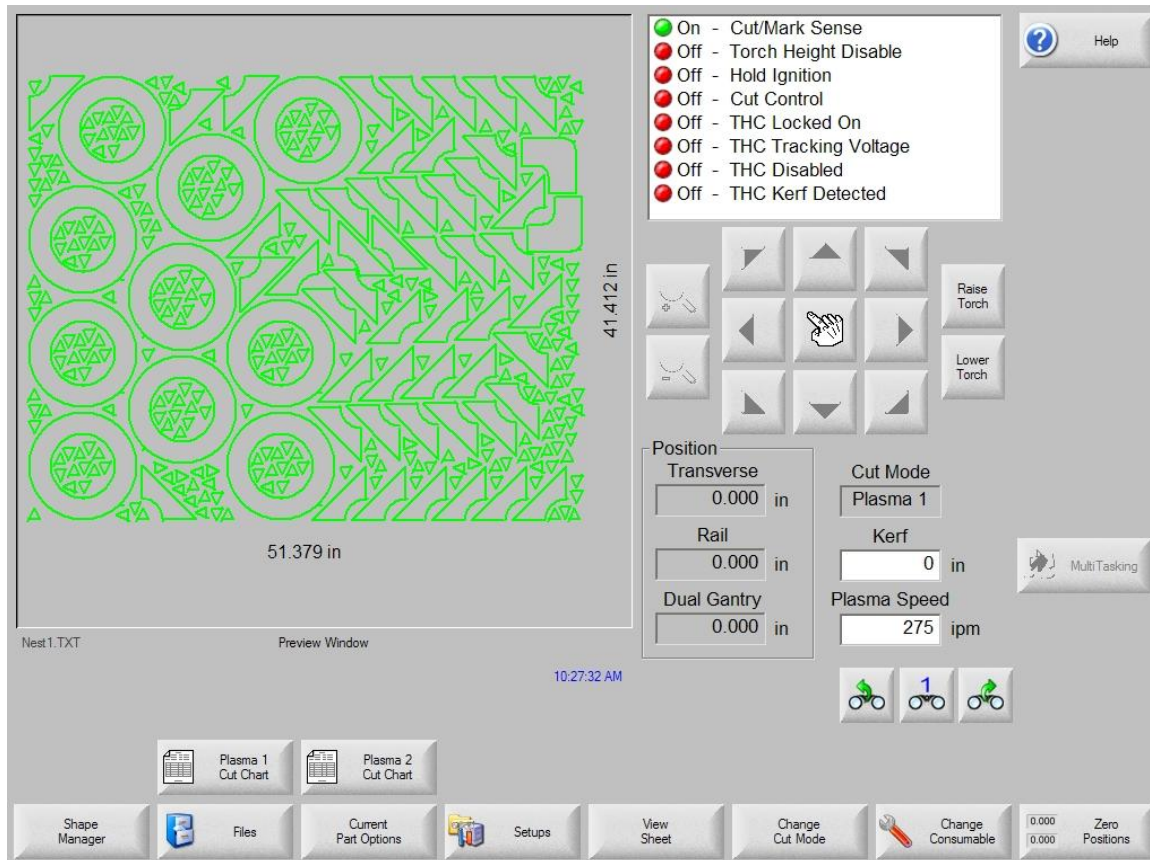 On - Cut/Mark Sense
Off - Torch Height Disable
Off - Hold Ignition
Off - Cut Control
Off - THC Locked On
Off - THC Tracking Voltage
Off - THC Disabled
Off - THC Kerf Detected
Help
41.412 in
51.379 in
Nest1.TXT
Preview Window
10:27:32 AM
Raise
Torch
Lower
Torch
Position
Transverse
0.000 in
Rail
0.000 in
Dual Gantry
0.000 in
Cut Mode
Plasma 1
Kerf
0 in
Plasma Speed
275 ipm
MultiTasking
1
Plasma 1
Cut Chart
Plasma 2
Cut Chart
Shape
Manager
Files
Current
Part Options
Setups
View
Sheet
Change
Cut Mode
Change
Consumable
0.000
0.000
Zero
Positions